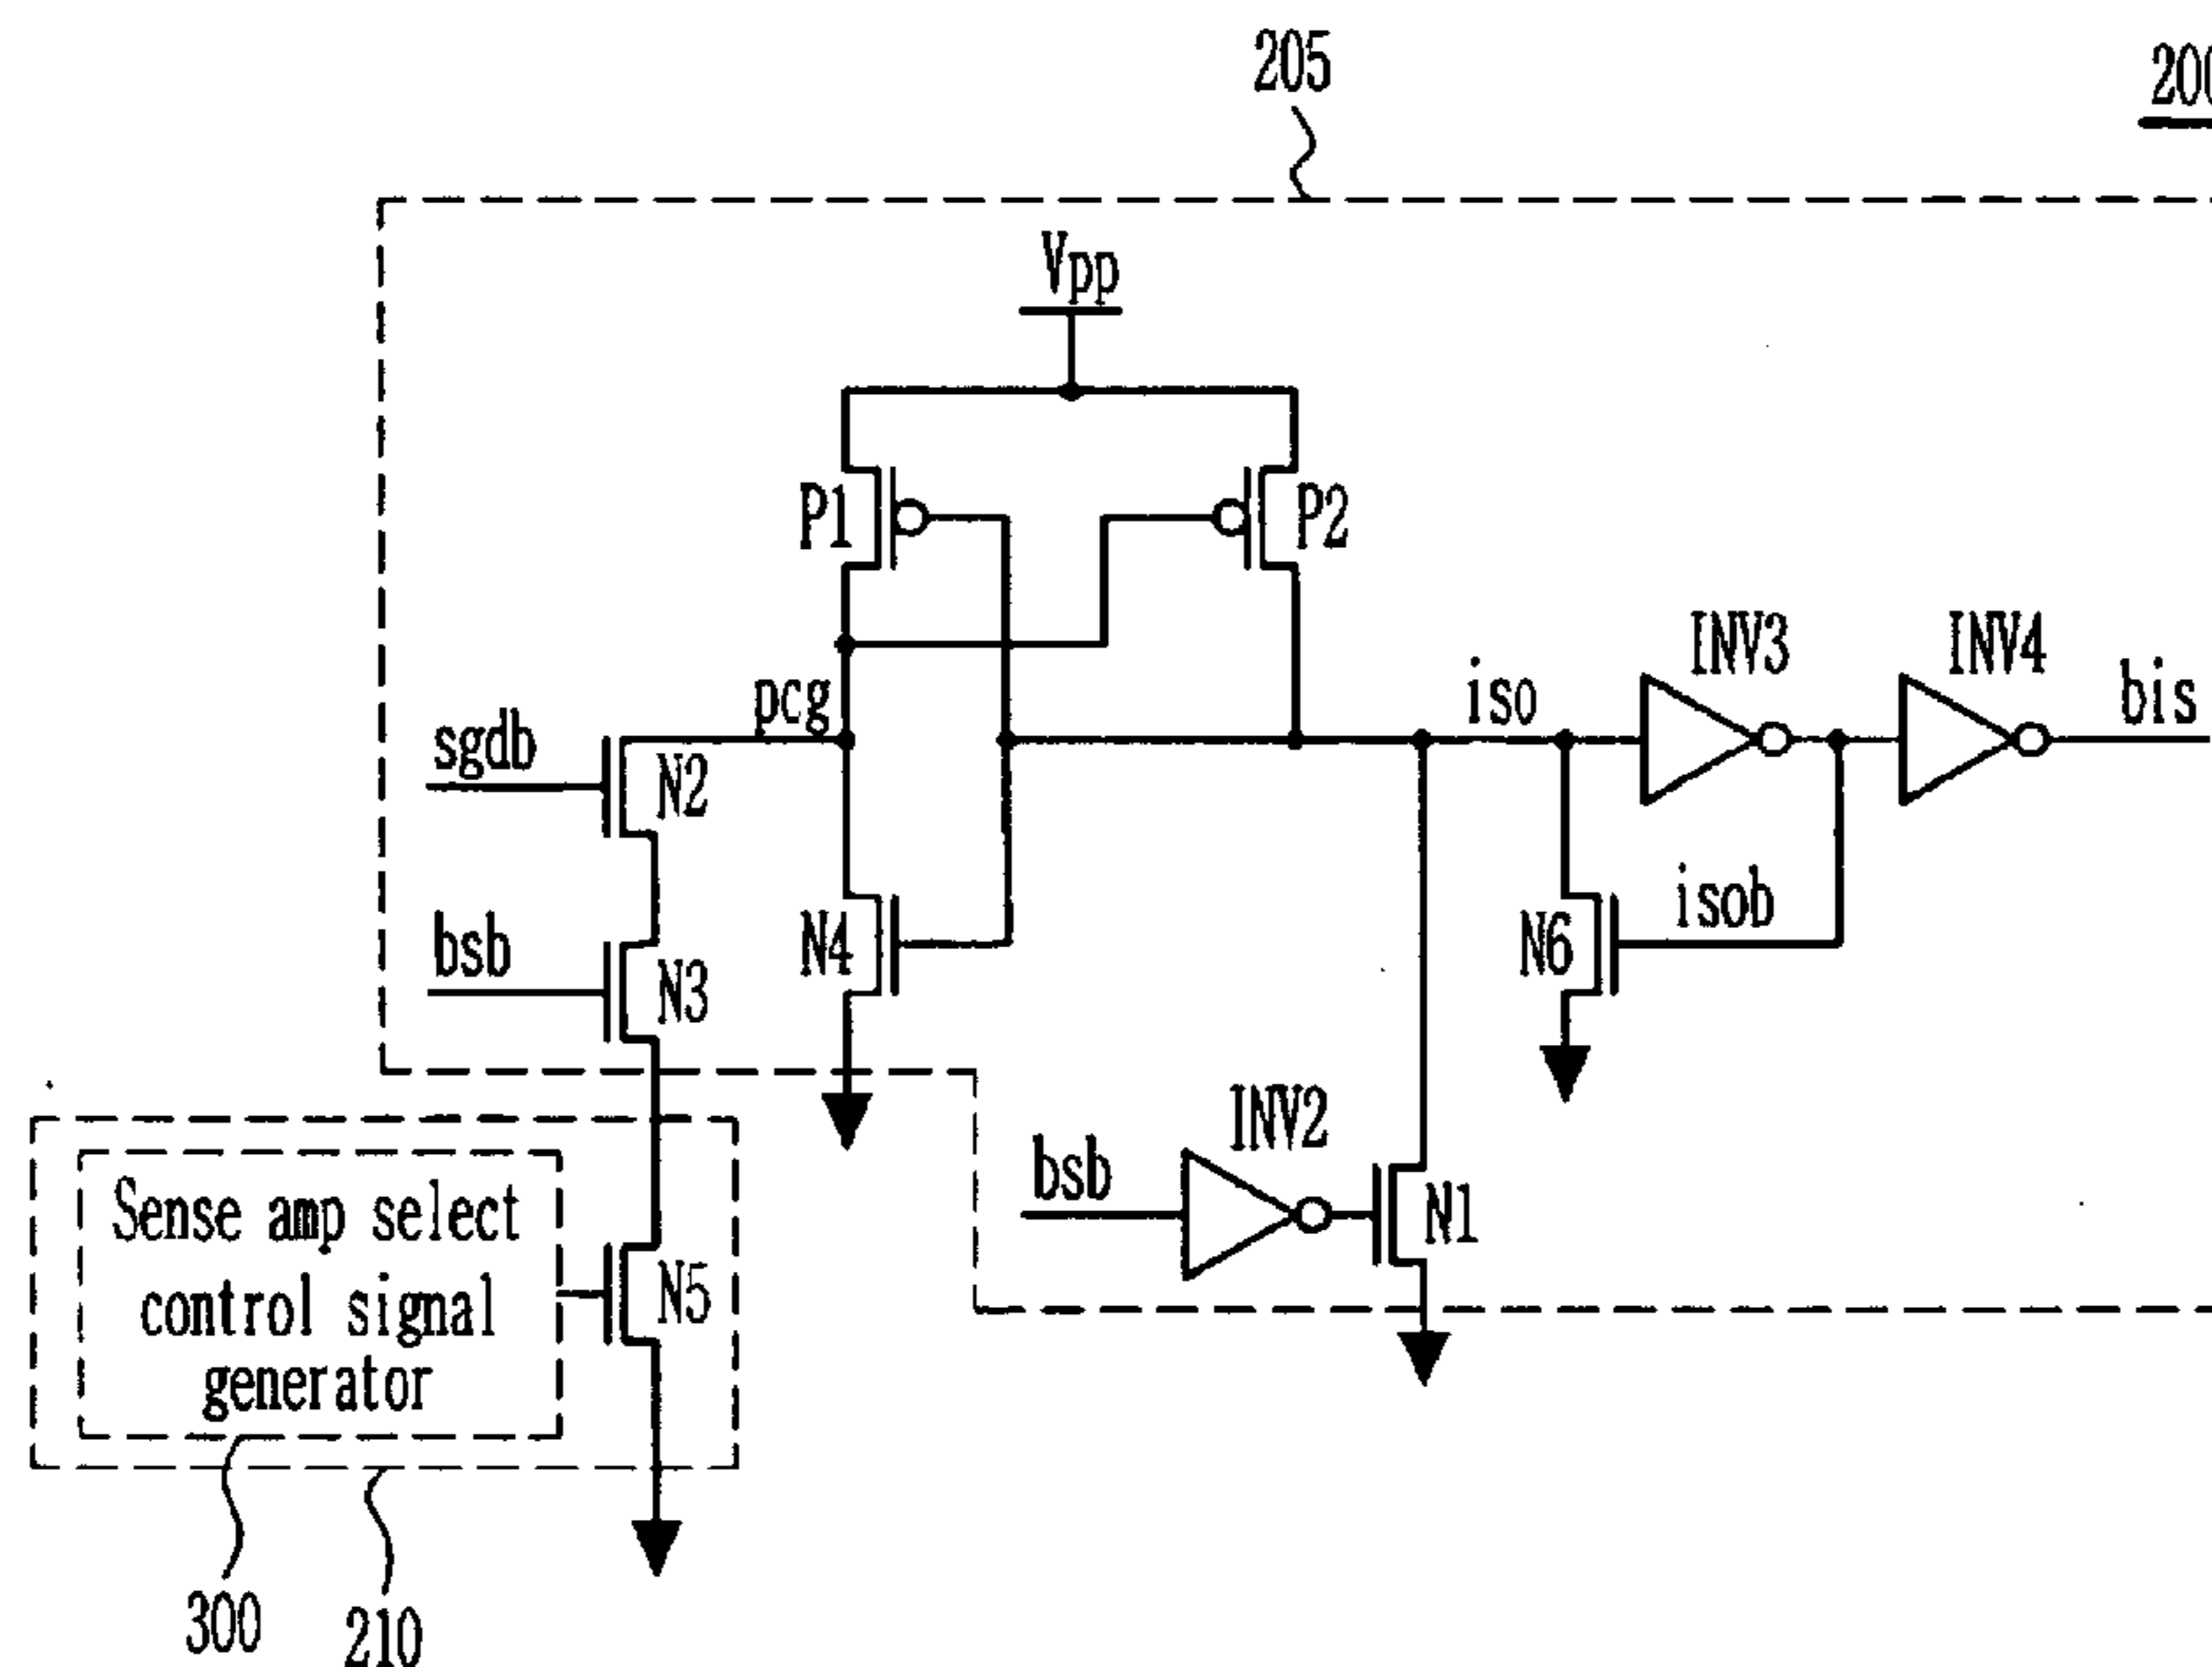 205
Vpp
P1
P2
INV3
INV4
pcg
iso
bis
sgdb
N2
bsb
N3
N4
N6
isob
INV2
bsb
N1
Sense amp select
control signal
generator
N5
300
210